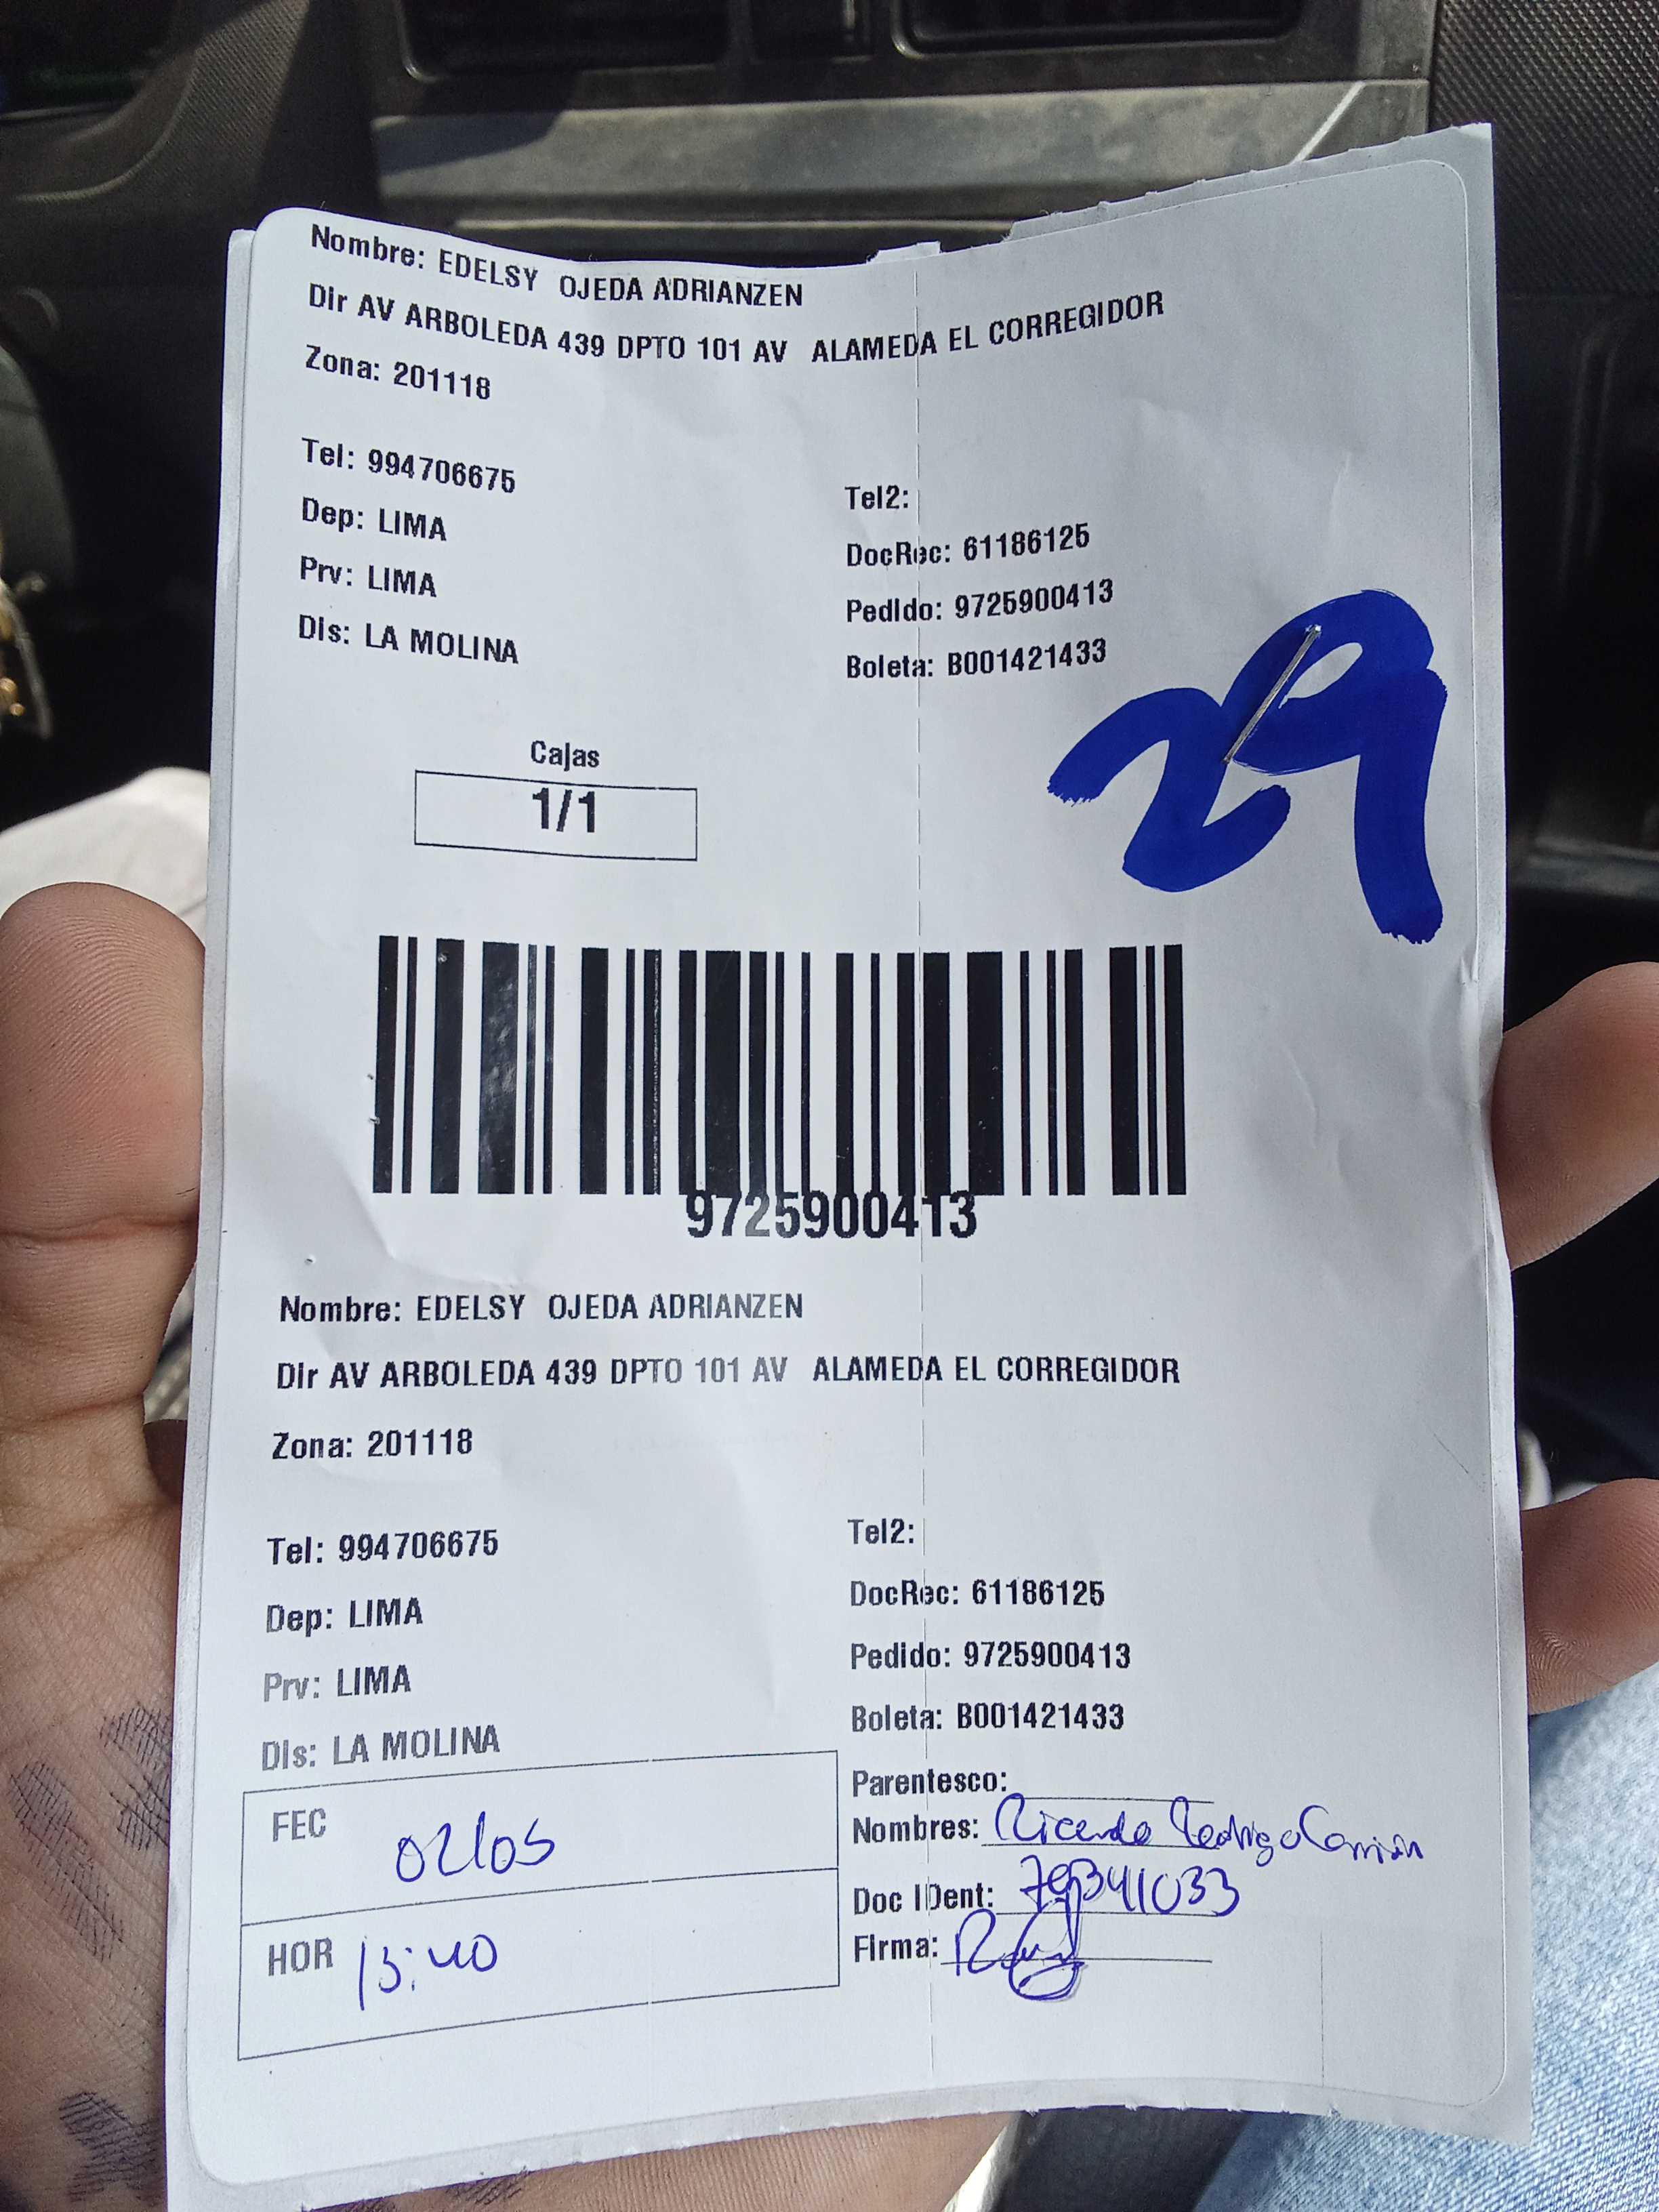 Nombre: EDELSY OJEDA ADRIANZEN
Dir AV ARBOLEDA 439 DPTO 101 AV ALAMEDA EL CORREGIDOR
Zona: 201118
Tel: 994706675
Tel2:
Dep: LIMA
DocRec: 61186125
Prv: LIMA
Pedido: 9725900413
Dis: LA MOLINA
Boleta: B001421433
29
Cajas
1/1
9725900413
Nombre: EDELSY OJEDA ADRIANZEN
Dir AV ARBOLEDA 439 DPTO 101 AV ALAMEDA EL CORREGIDOR
Zona: 201118
Tel: 994706675
Tel2:
Dep: LIMA
DocRec: 61186125
Prv: LIMA
Pedido: 9725900413
Dis: LA MOLINA
Boleta: B001421433
Parentesco:
FEC 02/05
Nombres: Ricardo
Doc IDent:
HOR 15:40
Firma: